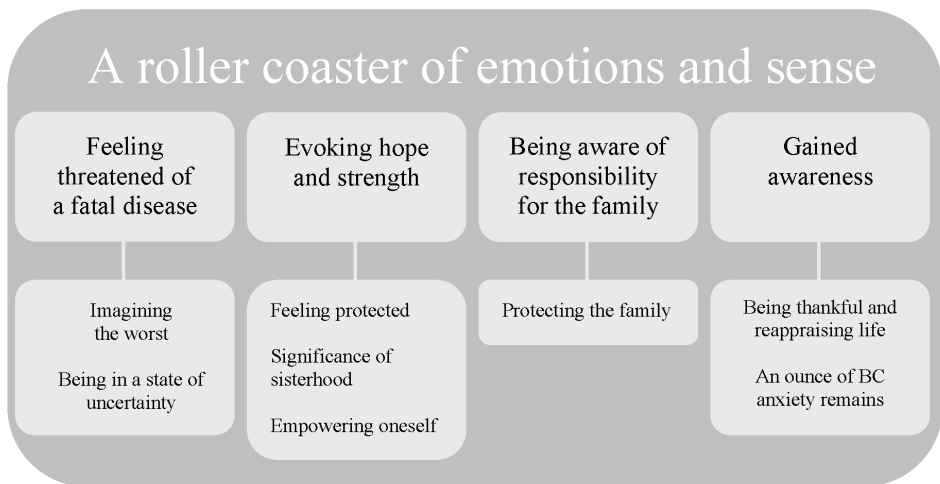 A roller coaster of emotions and sense
Feeling
threatened of
a fatal disease
Evoking hope
and strength
Being aware of
responsibility
for the family
Gained
awareness
Imagining
the worst
Being in a state of
uncertainty
Feeling protected
Significance of
sisterhood
Empowering oneself
Protecting the family
Being thankful and
reappraising life
An ounce of BC
anxiety remains